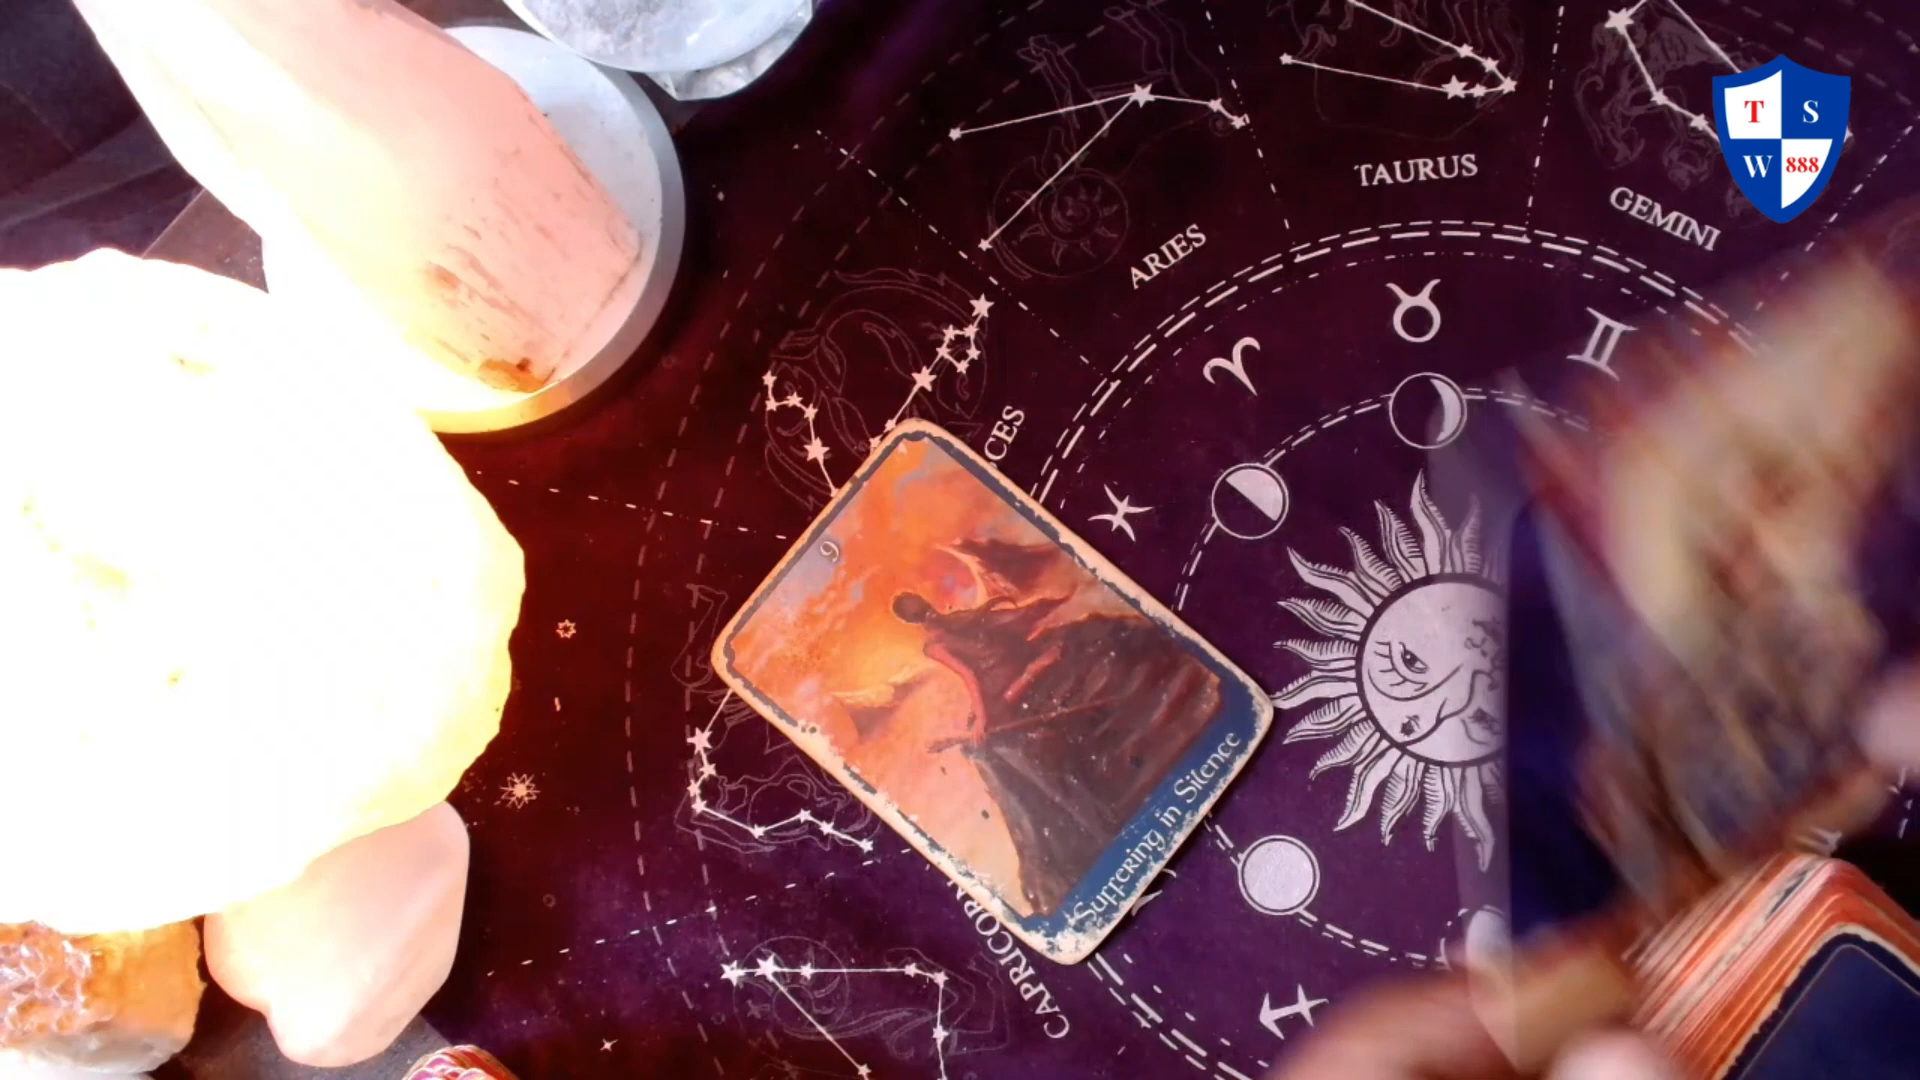 TAURUS
GEMINI
ARIES
T S
W 888
CES
9
Suffering in Silence
CAPRICORN